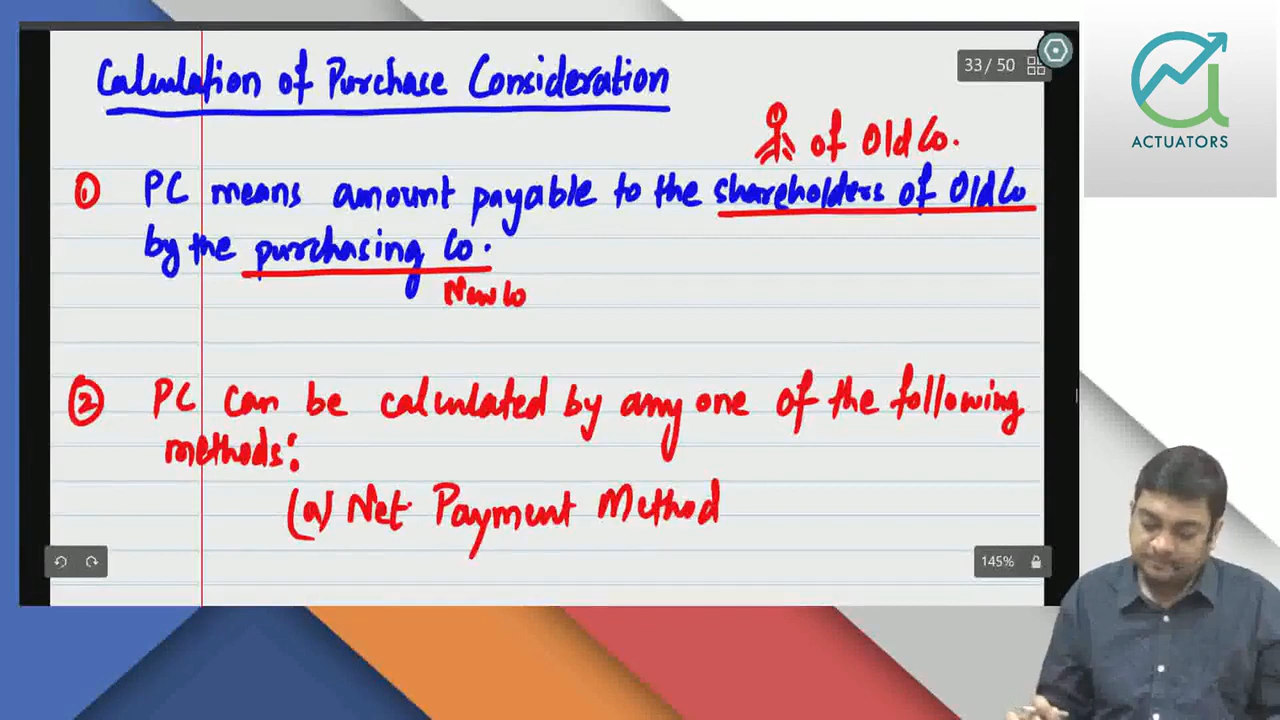 Calculation of Purchase Consideration
33 / 50
ACTUATORS
of Old Co.
① PC means amount payable to the shareholders of Old Co
by the purchasing Co.
New Co
② PC can be calculated by any one of the following
methods:
(a) Net Payment Method
145%